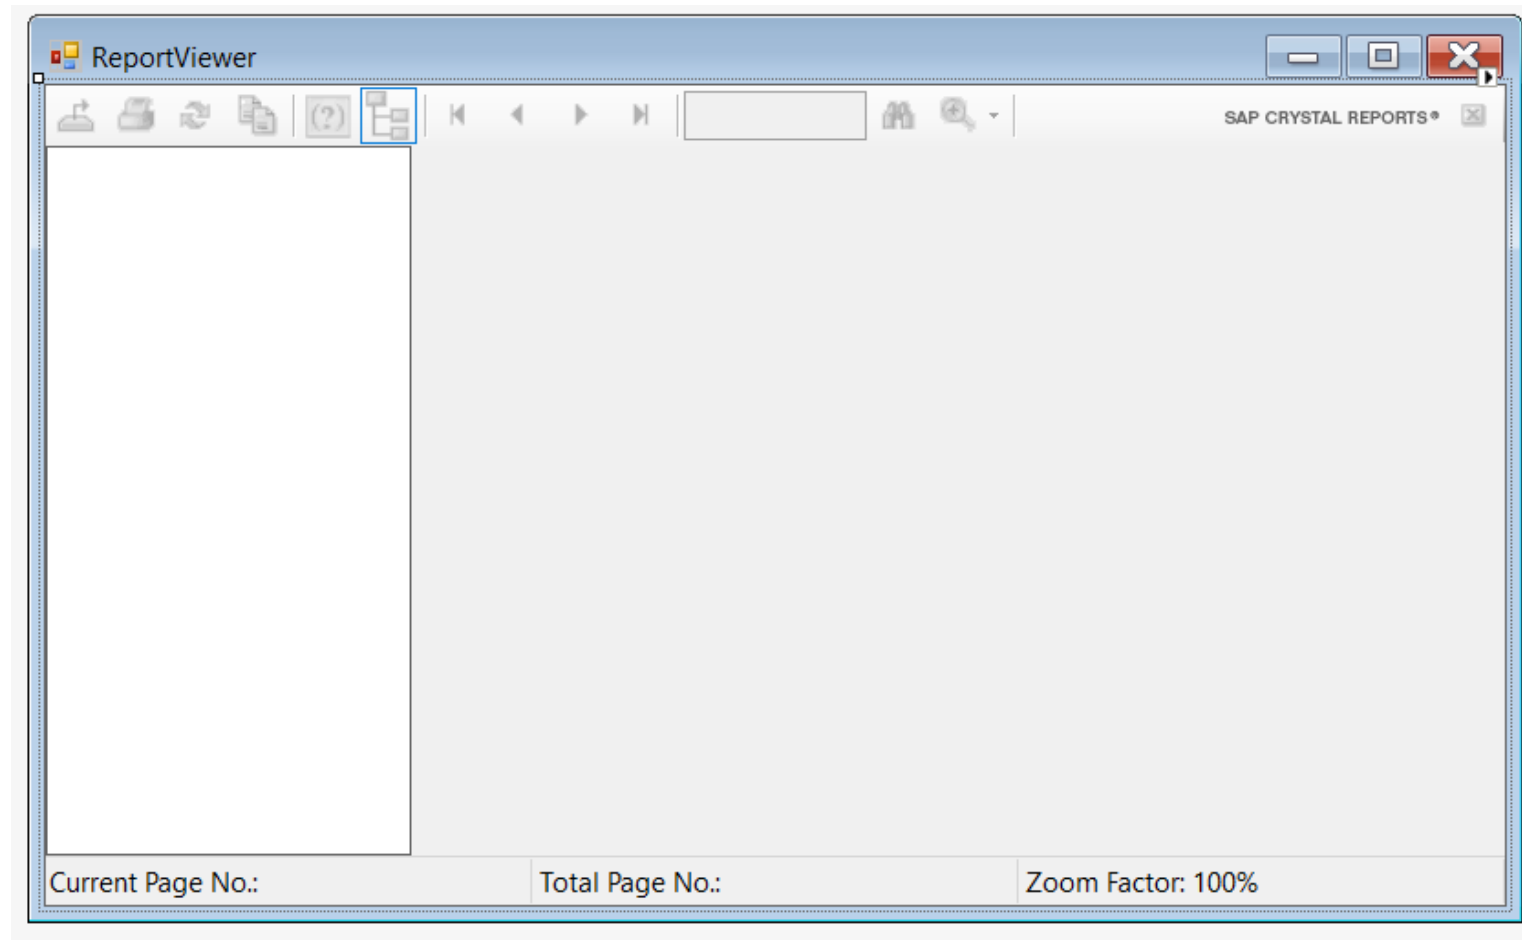 ReportViewer
(?)
SAP CRYSTAL REPORTS®
Current Page No.:
Total Page No.:
Zoom Factor: 100%